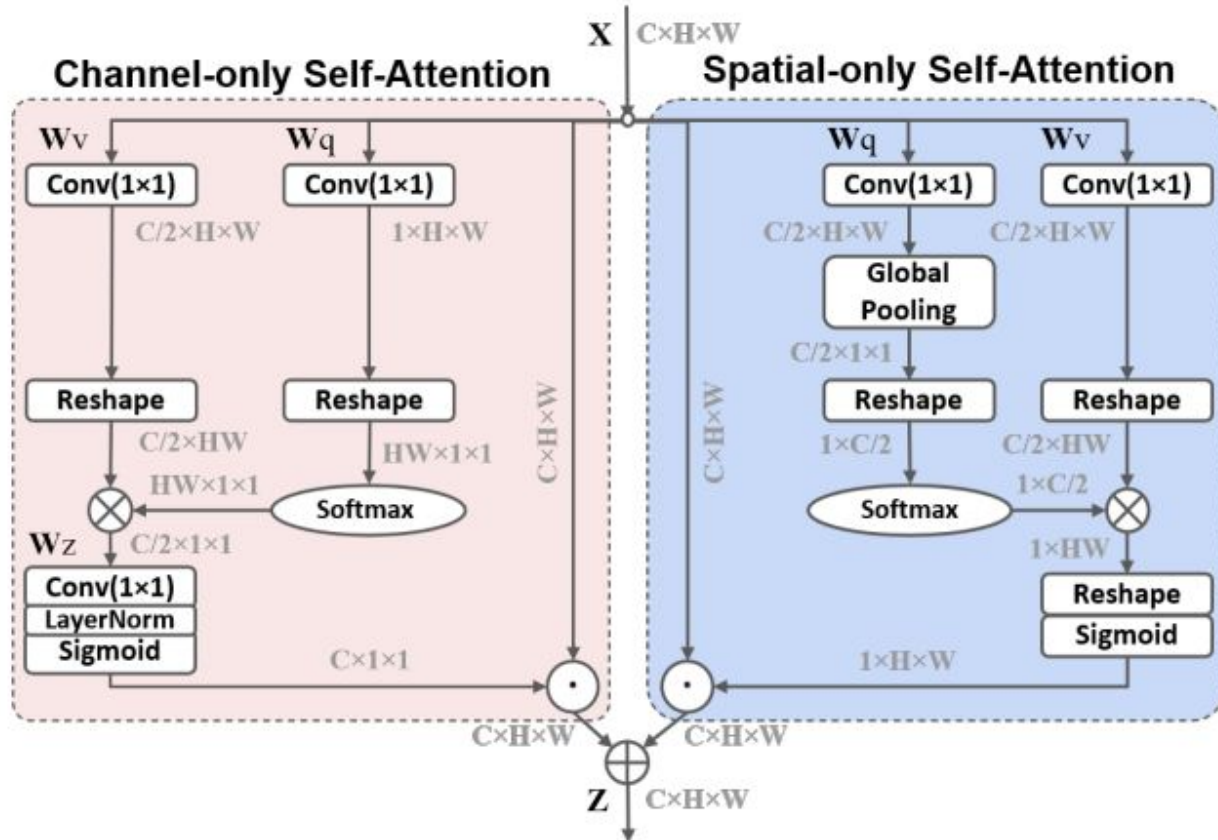 X
C×H×W
Channel-only Self-Attention
Spatial-only Self-Attention
Wv
Wq
Wq
Wv
Conv(1×1)
Conv(1×1)
Conv(1×1)
Conv(1×1)
C/2×H×W
1×H×W
C/2×H×W
C/2×H×W
Global
Pooling
C/2×1×1
C×H×W
C×H×W
Reshape
Reshape
Reshape
Reshape
C/2×HW
HW×1×1
1×C/2
C/2×HW
HW×1×1
Softmax
Softmax
1×C/2
Wz
C/2×1×1
1×HW
Conv(1×1)
LayerNorm
Sigmoid
Reshape
Sigmoid
C×1×1
1×H×W
C×H×W
C×H×W
Z
C×H×W